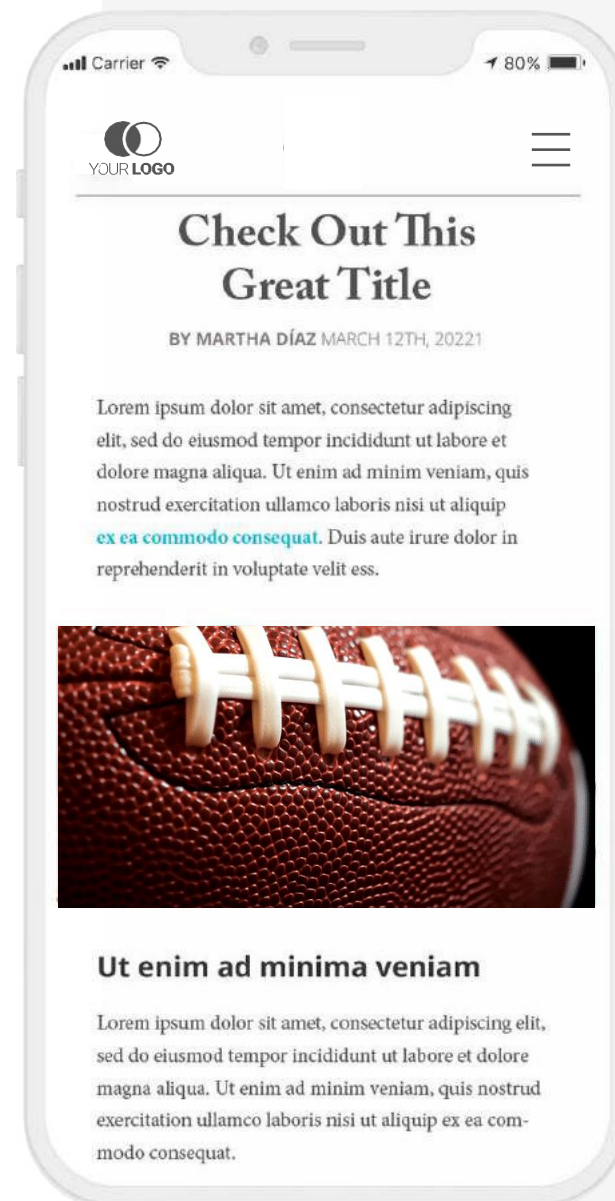 Carrier 80%
YOUR LOGO
Check Out This
Great Title
BY MARTHA DÍAZ MARCH 12TH, 20221
Lorem ipsum dolor sit amet, consectetur adipiscing
elit, sed do eiusmod tempor incididunt ut labore et
dolore magna aliqua. Ut enim ad minim veniam, quis
nostrud exercitation ullamco laboris nisi ut aliquip
ex ea commodo consequat. Duis aute irure dolor in
reprehenderit in voluptate velit ess.
Ut enim ad minima veniam
Lorem ipsum dolor sit amet, consectetur adipiscing elit,
sed do eiusmod tempor incididunt ut labore et dolore
magna aliqua. Ut enim ad minim veniam, quis nostrud
exercitation ullamco laboris nisi ut aliquip ex ea com-
modo consequat.